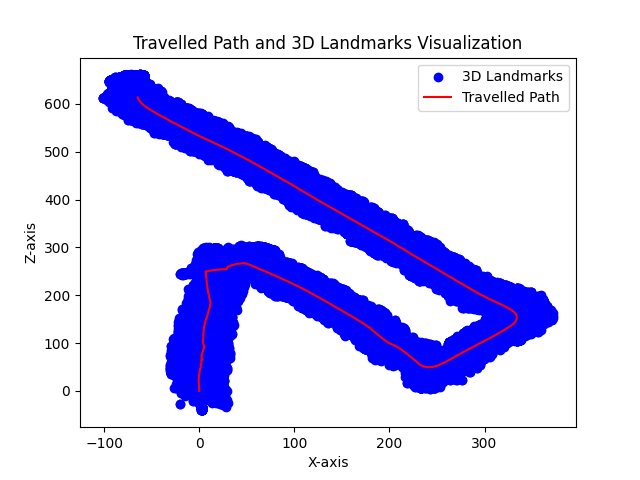 Travelled Path and 3D Landmarks Visualization
3D Landmarks
Travelled Path
600
500
400
300
200
100
0
Z-axis
−100
0
100
200
300
X-axis